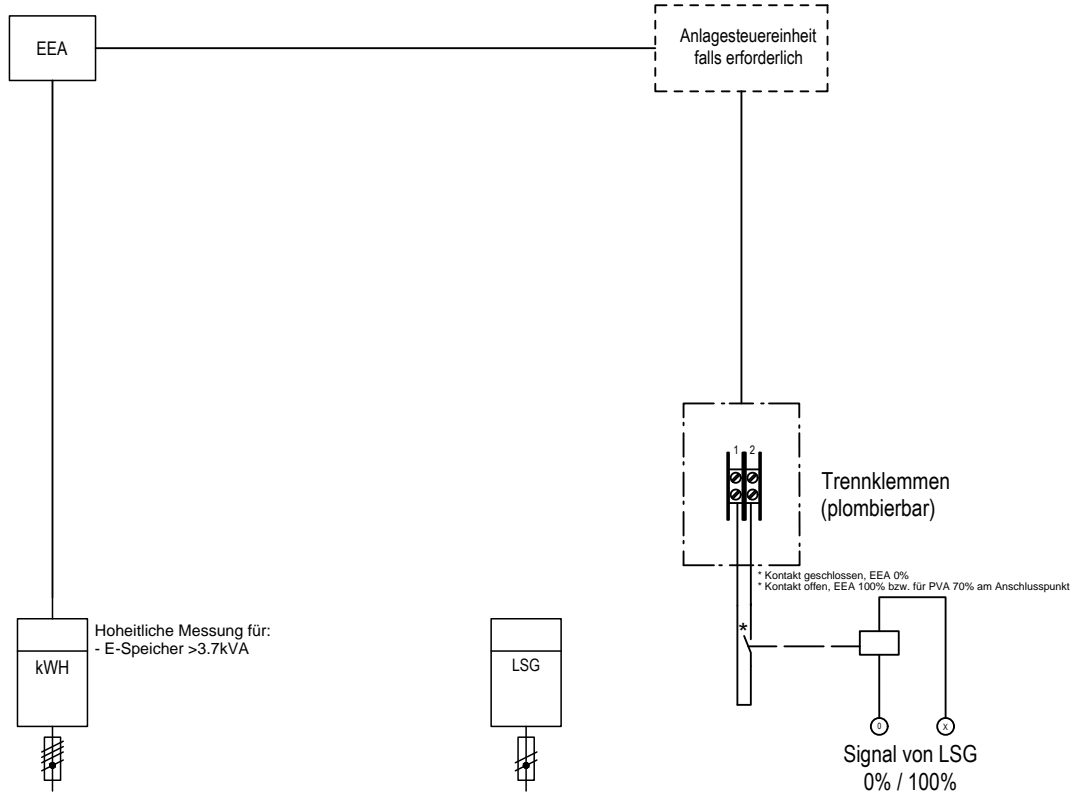 EEA
Anlagesteuereinheit
falls erforderlich
1 2
Trennklemmen
(plombierbar)
* Kontakt geschlossen, EEA 0%
* Kontakt offen, EEA 100% bzw. für PVA 70% am Anschlusspunkt
*
Hoheitliche Messung für:
- E-Speicher >3.7kVA
kWH
LSG
0 X
Signal von LSG
0% / 100%